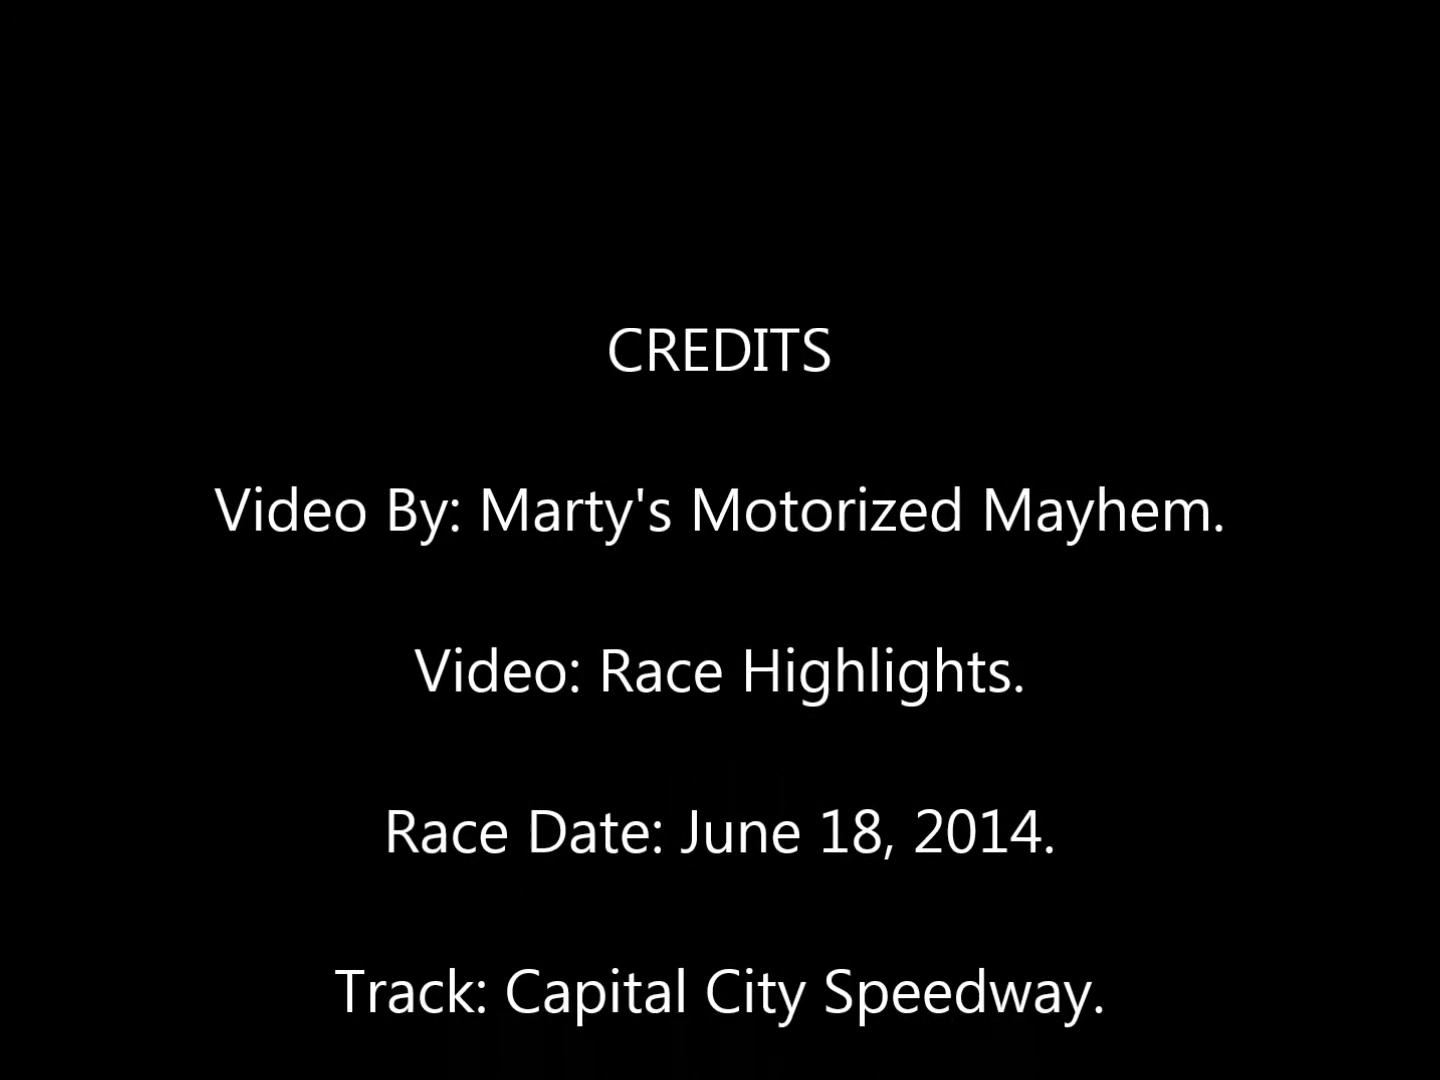 CREDITS
Video By: Marty's Motorized Mayhem.
Video: Race Highlights.
Race Date: June 18, 2014.
Track: Capital City Speedway.